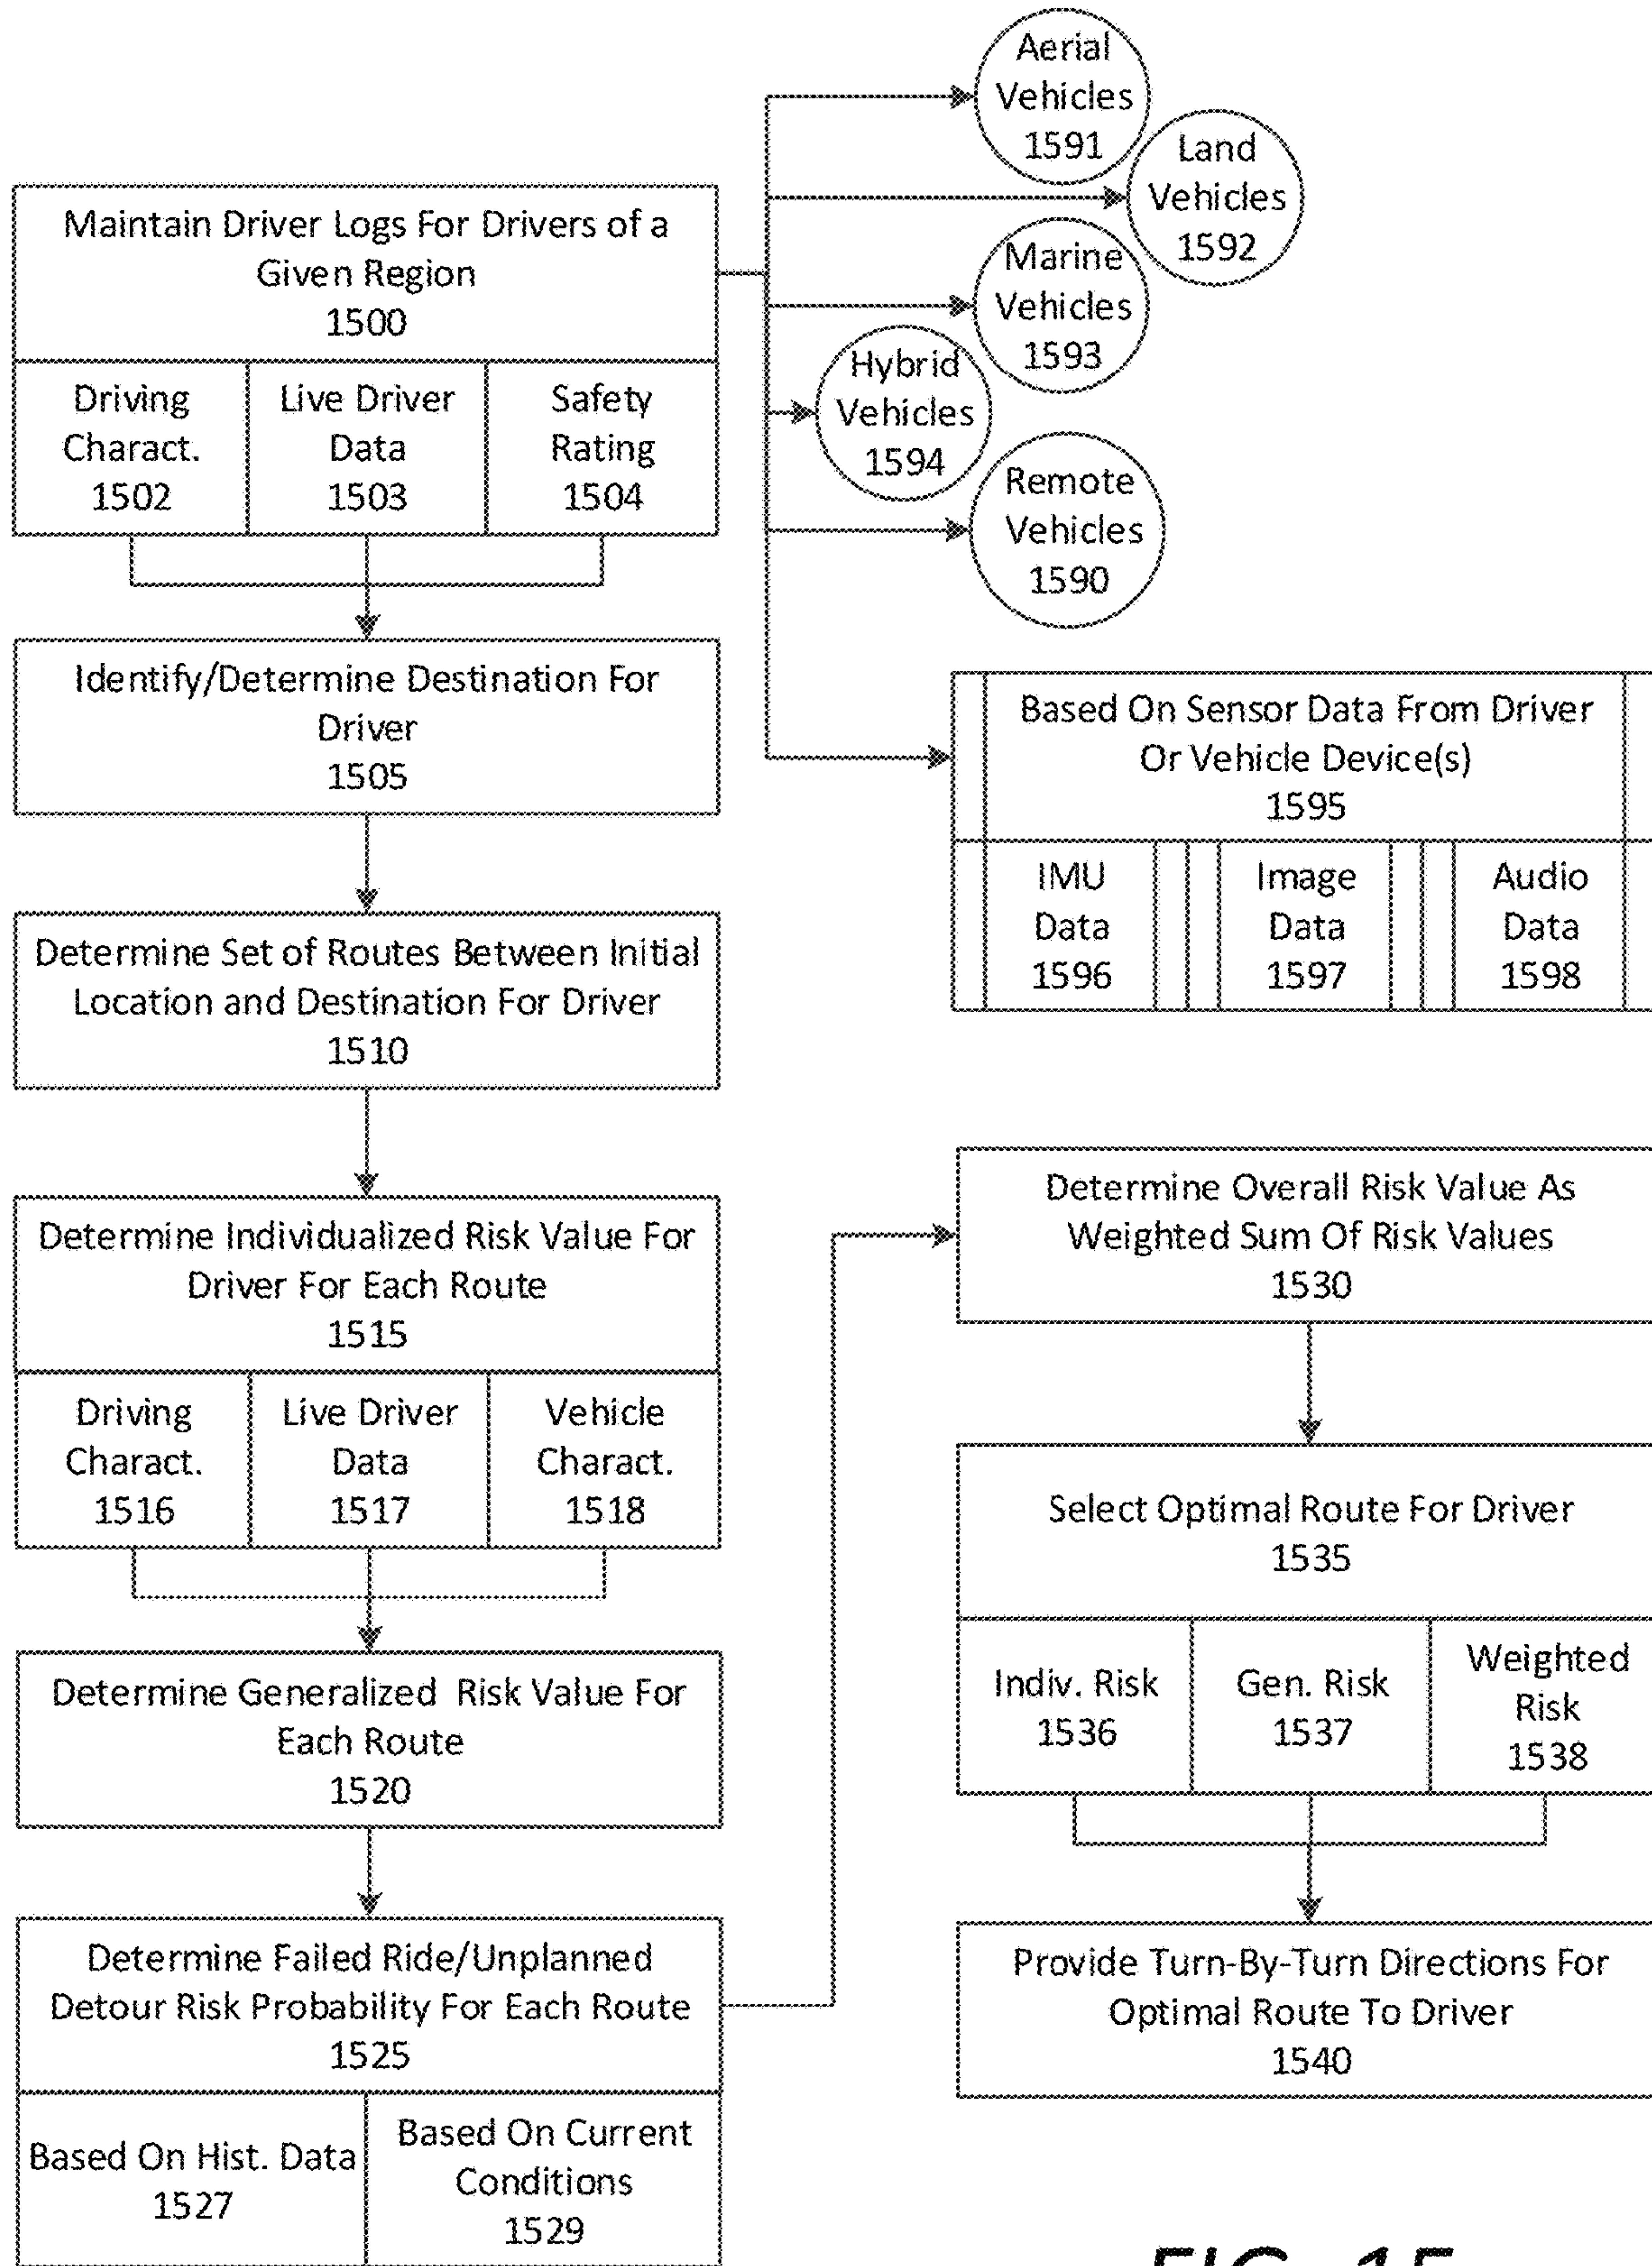 Maintain Driver Logs For Drivers of a
Given Region
1500
Driving
Charact.
1502
Live Driver
Data
1503
Safety
Rating
1504
Aerial
Vehicles
1591
Land
Vehicles
1592
Marine
Vehicles
1593
Hybrid
Vehicles
1594
Remote
Vehicles
1590
Based On Sensor Data From Driver
Or Vehicle Device(s)
1595
IMU
Data
1596
Image
Data
1597
Audio
Data
1598
Identify/Determine Destination For
Driver
1505
Determine Set of Routes Between Initial
Location and Destination For Driver
1510
Determine Individualized Risk Value For
Driver For Each Route
1515
Driving
Charact.
1516
Live Driver
Data
1517
Vehicle
Charact.
1518
Determine Generalized Risk Value For
Each Route
1520
Determine Failed Ride/Unplanned
Detour Risk Probability For Each Route
1525
Based On Hist. Data
1527
Based On Current
Conditions
1529
Determine Overall Risk Value As
Weighted Sum Of Risk Values
1530
Select Optimal Route For Driver
1535
Indiv. Risk
1536
Gen. Risk
1537
Weighted
Risk
1538
Provide Turn-By-Turn Directions For
Optimal Route To Driver
1540
FIG. 15